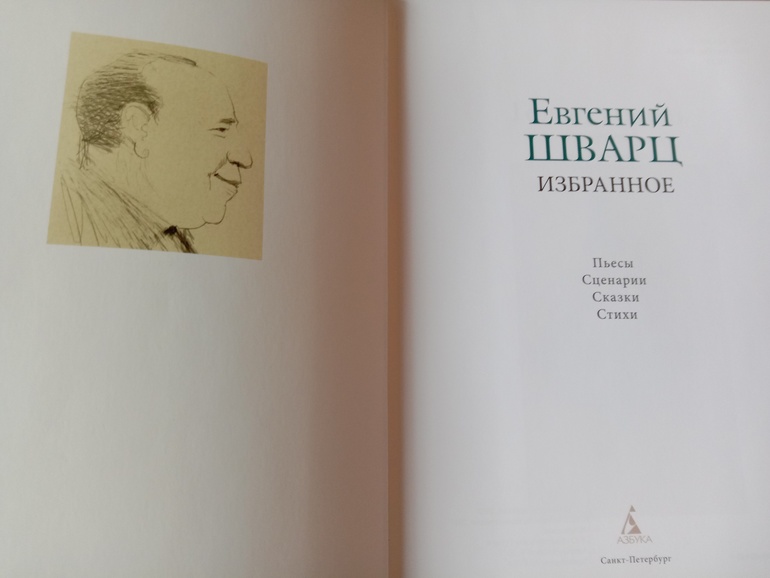 Евгений
ШВАРЦ
ИЗБРАННОЕ
Пьесы
Сценарии
Сказки
Стихи
АЗБУКА
Санкт-Петербург